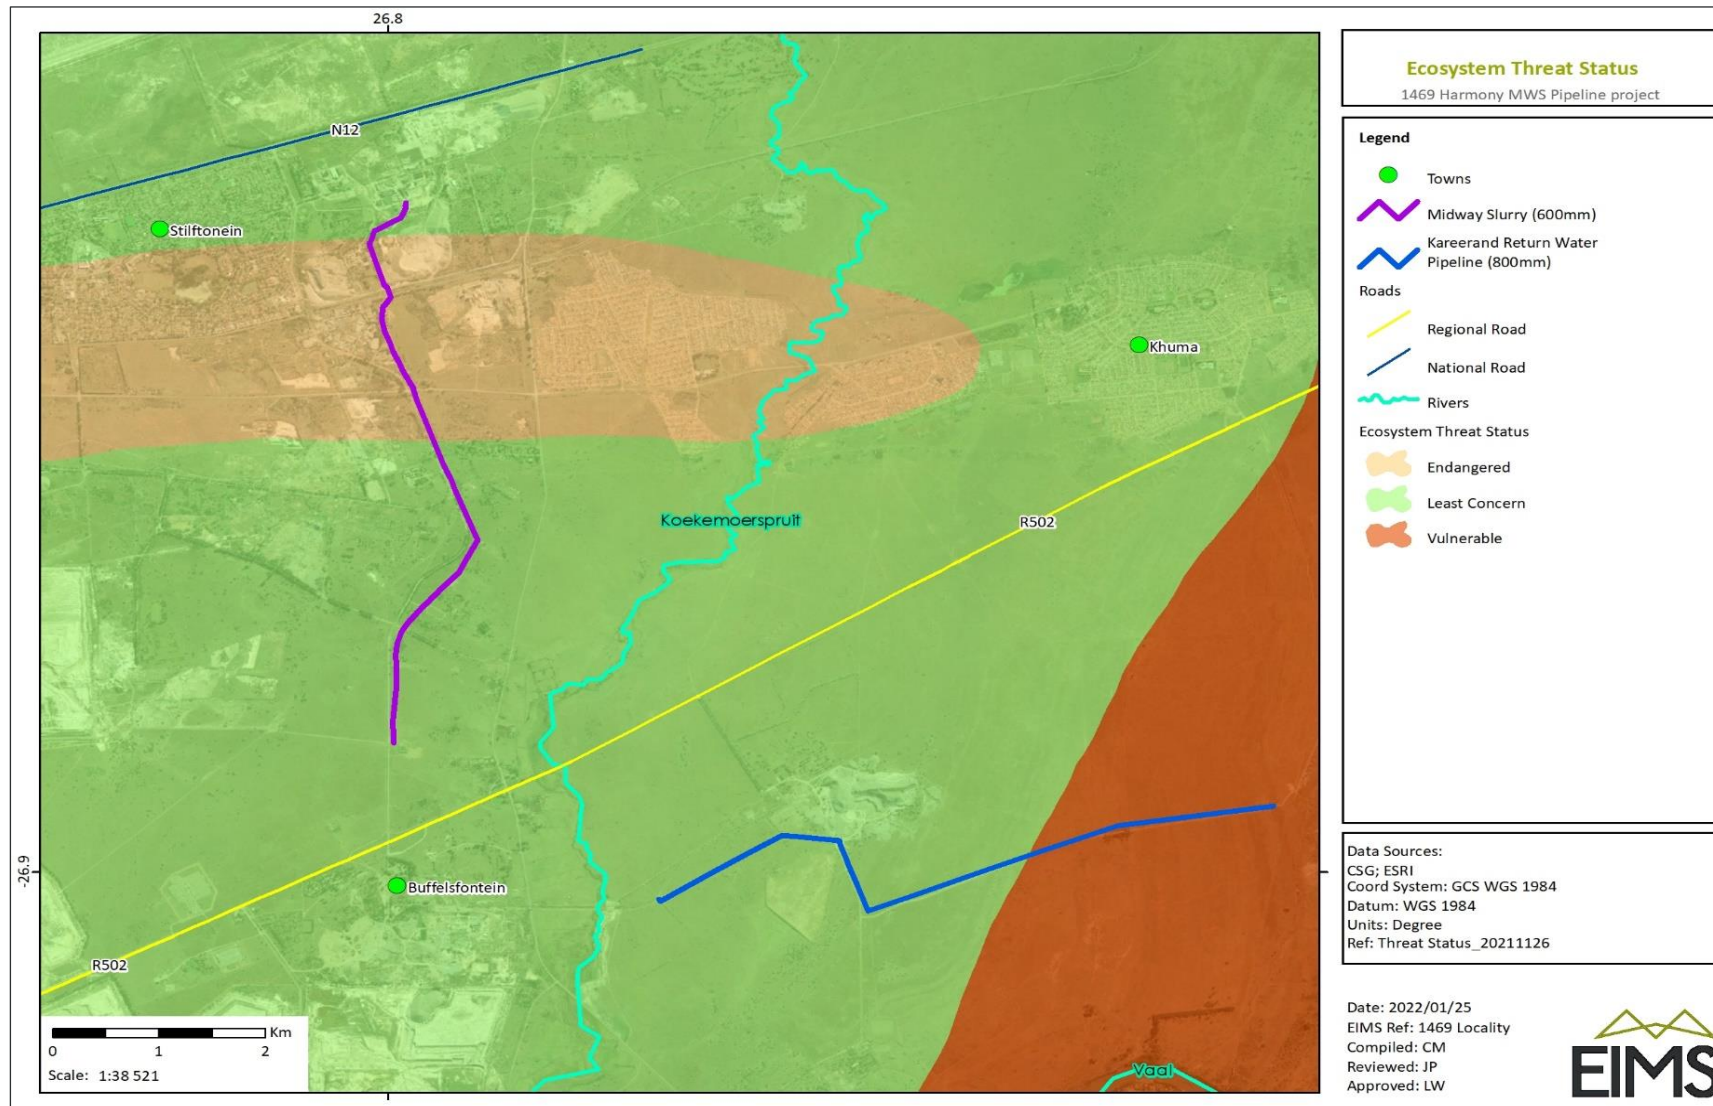 26.8
-26.9
N12
Stilftonein
Khuma
Koekemoerspruit
R502
Buffelsfontein
R502
Vaal
Km
0 1 2
Scale: 1:38 521
Ecosystem Threat Status
1469 Harmony MWS Pipeline project
Legend
Towns
Midway Slurry (600mm)
Kareerand Return Water
Pipeline (800mm)
Roads
Regional Road
National Road
Rivers
Ecosystem Threat Status
Endangered
Least Concern
Vulnerable
Data Sources:
CSG; ESRI
Coord System: GCS WGS 1984
Datum: WGS 1984
Units: Degree
Ref: Threat Status_20211126
Date: 2022/01/25
EIMS Ref: 1469 Locality
Compiled: CM
Reviewed: JP
Approved: LW
EIMS